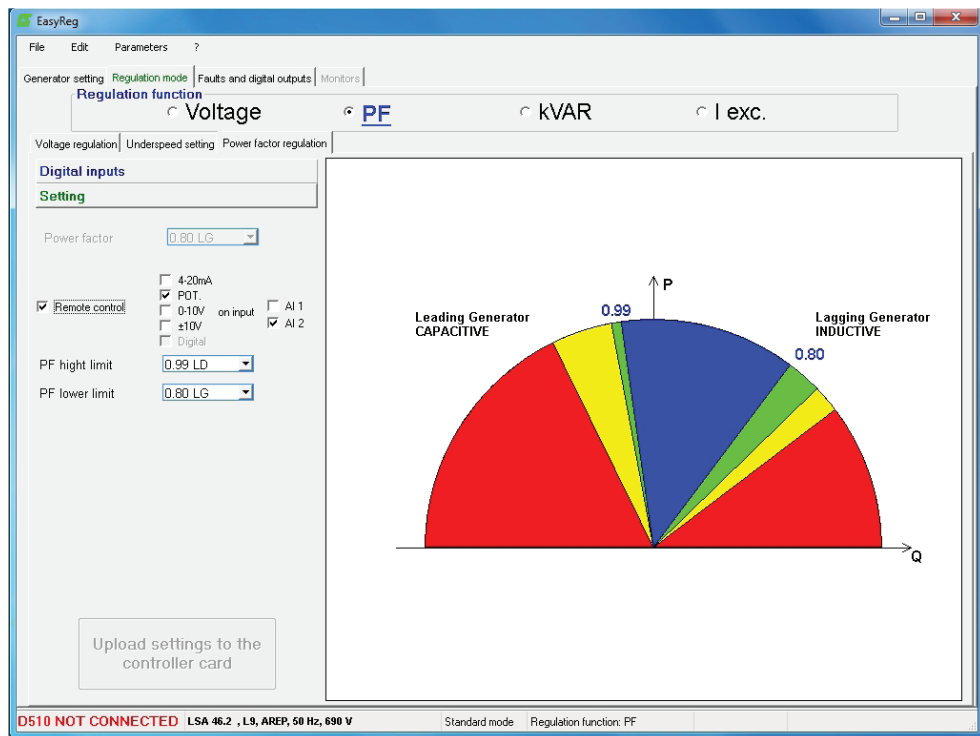 EasyReg
File Edit Parameters ?
Generator setting Regulation mode Faults and digital outputs Monitors
Regulation function
Voltage PF kVAR I exc.
Voltage regulation Underspeed setting Power factor regulation
Digital inputs
Setting
Power factor 0.80 LG
4-20mA
POT.
Remote control 0-10V on input AI 1
±10V AI 2
Digital
PF hight limit 0.99 LD
PF lower limit 0.80 LG
Upload settings to the
controller card
P
0.99
Leading Generator
CAPACITIVE
Lagging Generator
INDUCTIVE
0.80
Q
D510 NOT CONNECTED LSA 46.2 , L9, AREP, 50 Hz, 690 V Standard mode Regulation function: PF